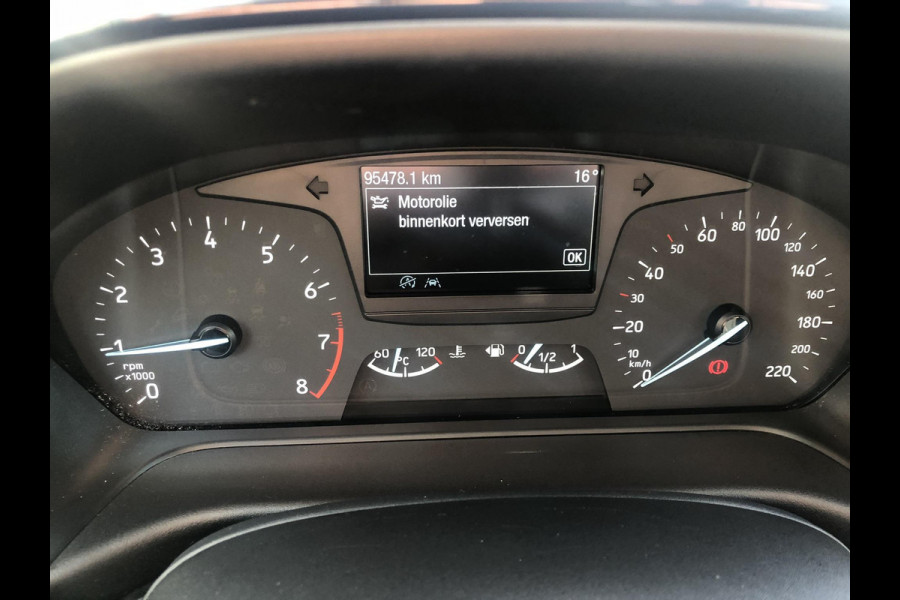 95478.1 km 16°
Motorolie
binnenkort verversen
OK
0 1 2 3 4 5 6 7 8
rpm
x1000
60 °C 120
0 1/2 1
0 10 20 30 40 50 60 80 100 120 140 160 180 200 220
km/h